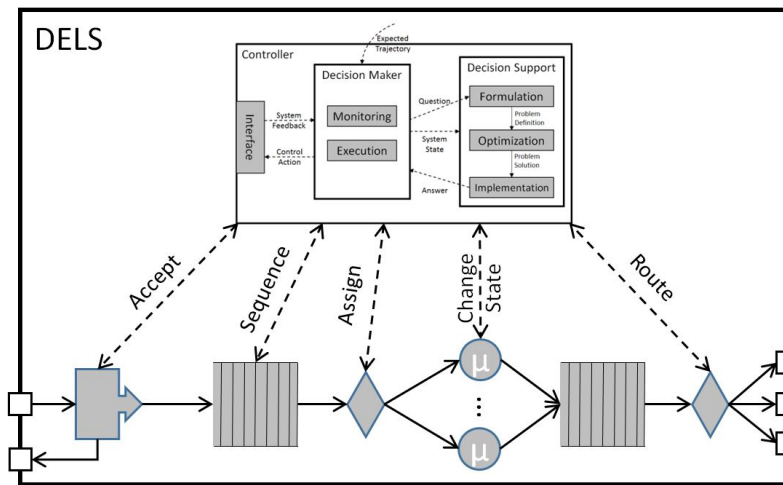 DELS
Expected
Trajectory
Controller
Decision Maker
Decision Support
Interface
System
Feedback
Control
Action
Monitoring
Execution
Question
System
State
Answer
Formulation
Problem
Definition
Optimization
Problem
Solution
Implementation
Accept
Sequence
Assign
Change
State
Route
μ
...
μ